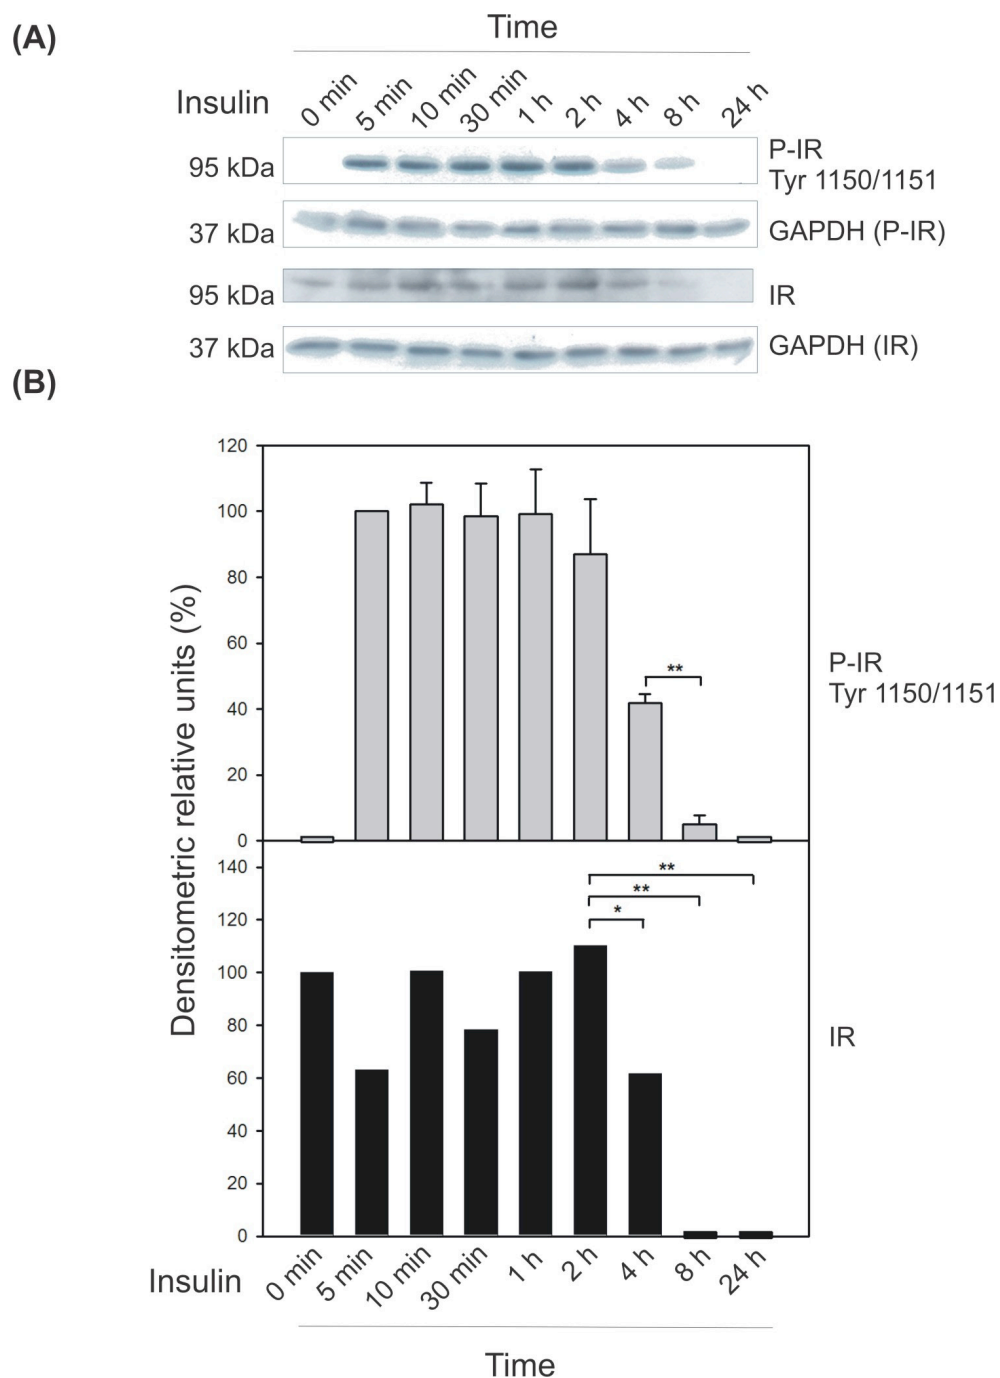 (A)
Time
Insulin 0 min 5 min 10 min 30 min 1 h 2 h 4 h 8 h 24 h
95 kDa P-IR
Tyr 1150/1151
37 kDa GAPDH (P-IR)
95 kDa IR
37 kDa GAPDH (IR)
(B)
Densitometric relative units (%)
120
100
80
60
40
20
0
**
P-IR
Tyr 1150/1151
140
120
100
80
60
40
20
0
**
**
*
IR
Insulin 0 min 5 min 10 min 30 min 1 h 2 h 4 h 8 h 24 h
Time